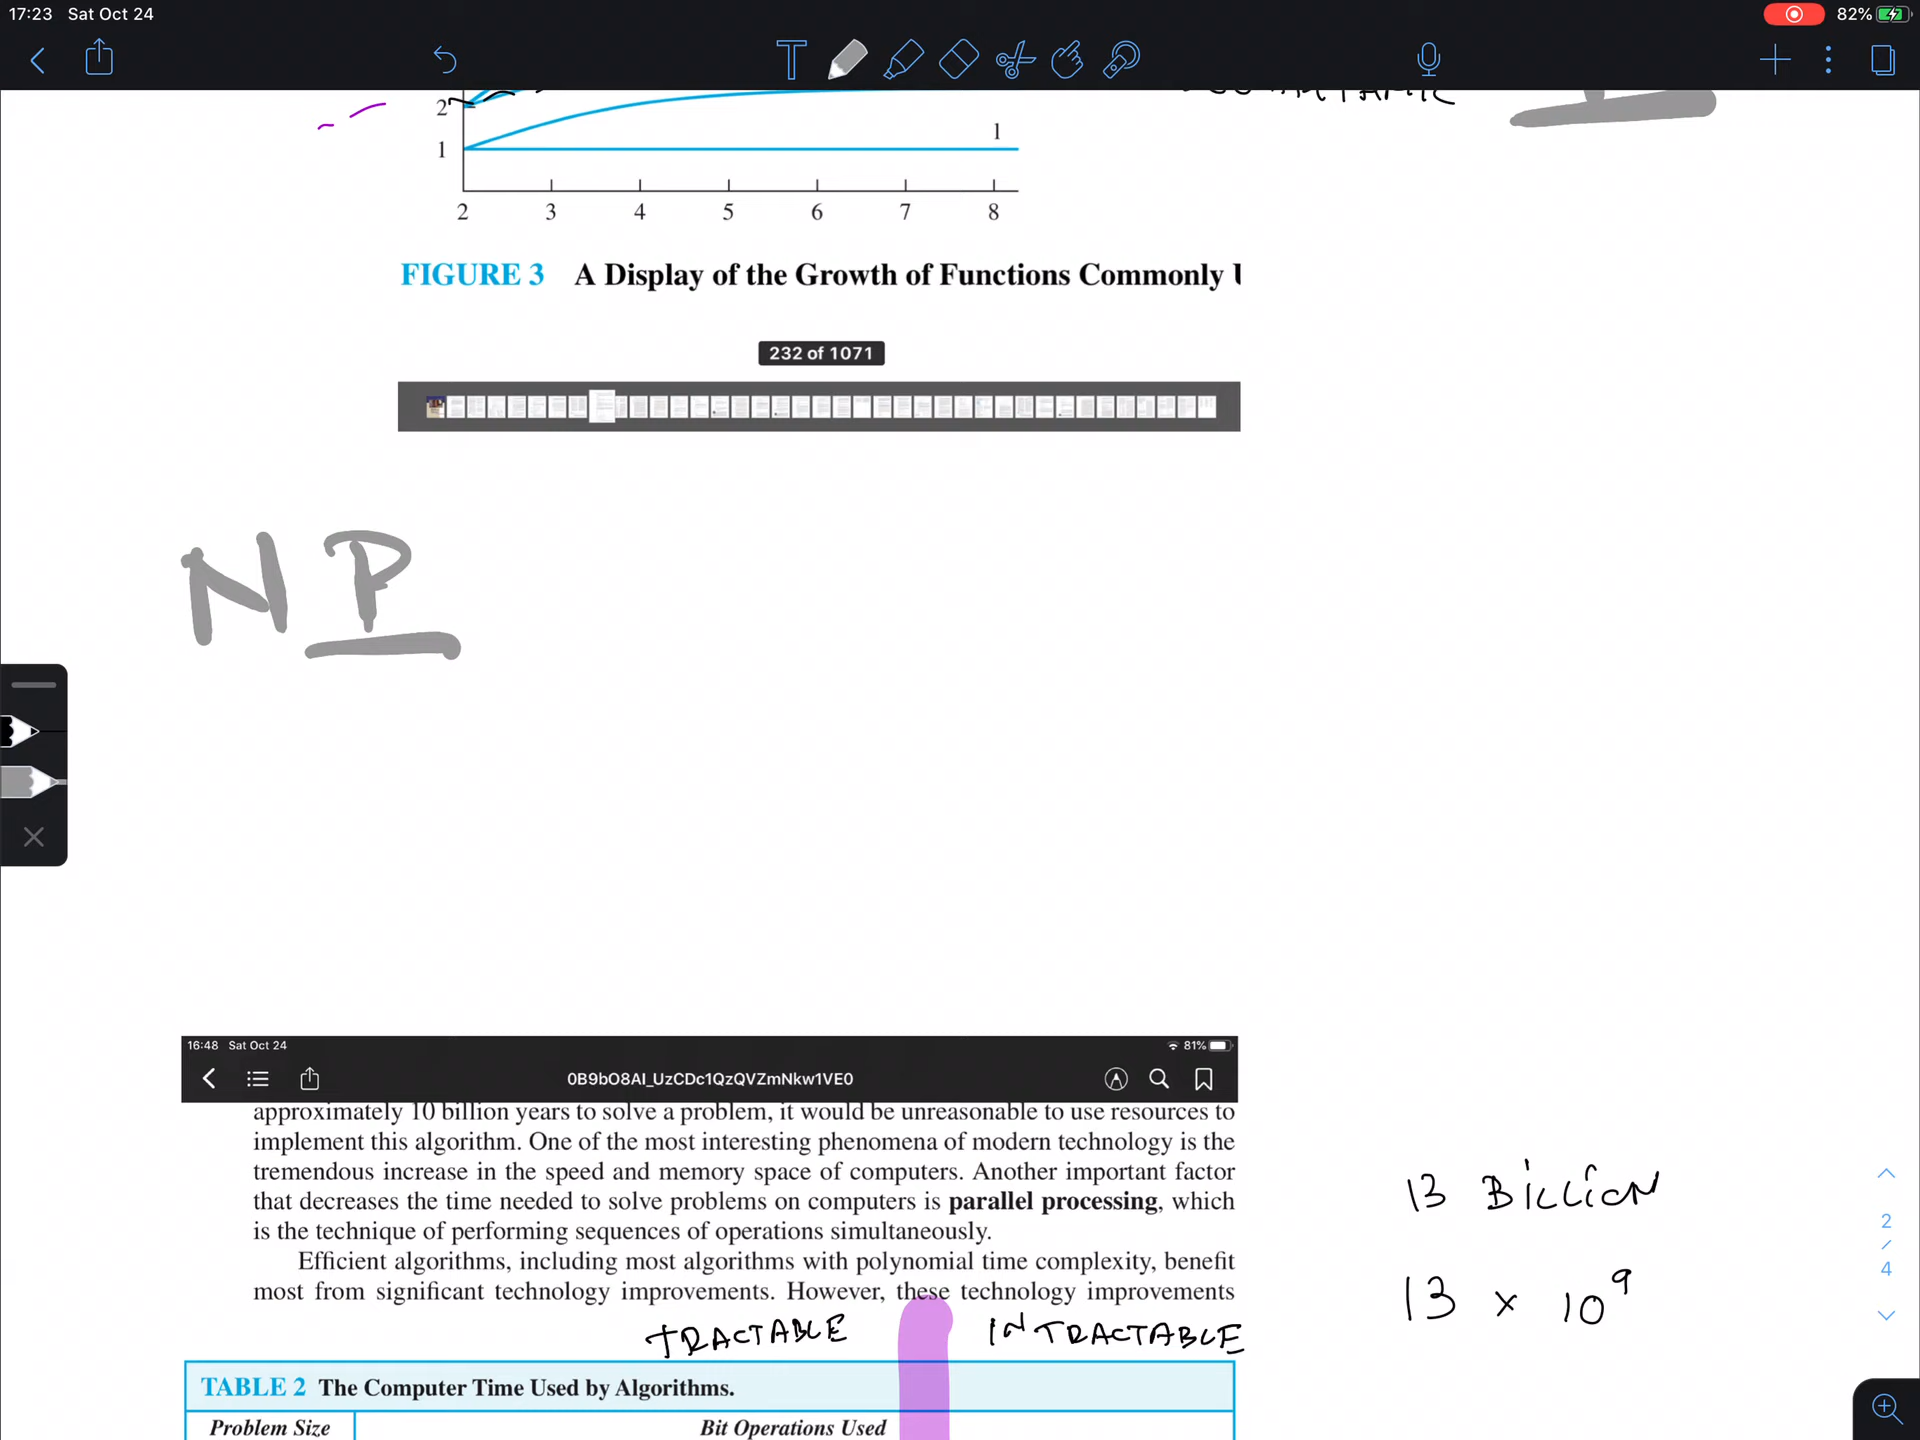 17:23 Sat Oct 24
82%
T
2
1
1
2 3 4 5 6 7 8
FIGURE 3 A Display of the Growth of Functions Commonly
232 of 1071
NP
16:48 Sat Oct 24
81%
0B9bO8AI_UzCDc1QzQVZmNkw1VE0
approximately 10 billion years to solve a problem, it would be unreasonable to use resources to
implement this algorithm. One of the most interesting phenomena of modern technology is the
tremendous increase in the speed and memory space of computers. Another important factor
that decreases the time needed to solve problems on computers is parallel processing, which
is the technique of performing sequences of operations simultaneously.
Efficient algorithms, including most algorithms with polynomial time complexity, benefit
most from significant technology improvements. However, these technology improvements
13 BiLLiON
13 × 10⁹
2
/
4
TRACTABLE INTRACTABLE
TABLE 2 The Computer Time Used by Algorithms.
Problem Size Bit Operations Used